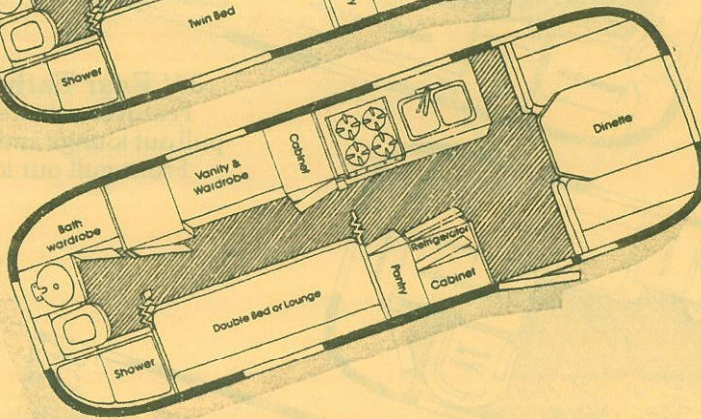 Twin Bed
Shower
Dinette
Cabinet
Vanity &
Wardrobe
Bath
wardrobe
Refrigerator
Pantry
Cabinet
Double Bed or Lounge
Shower